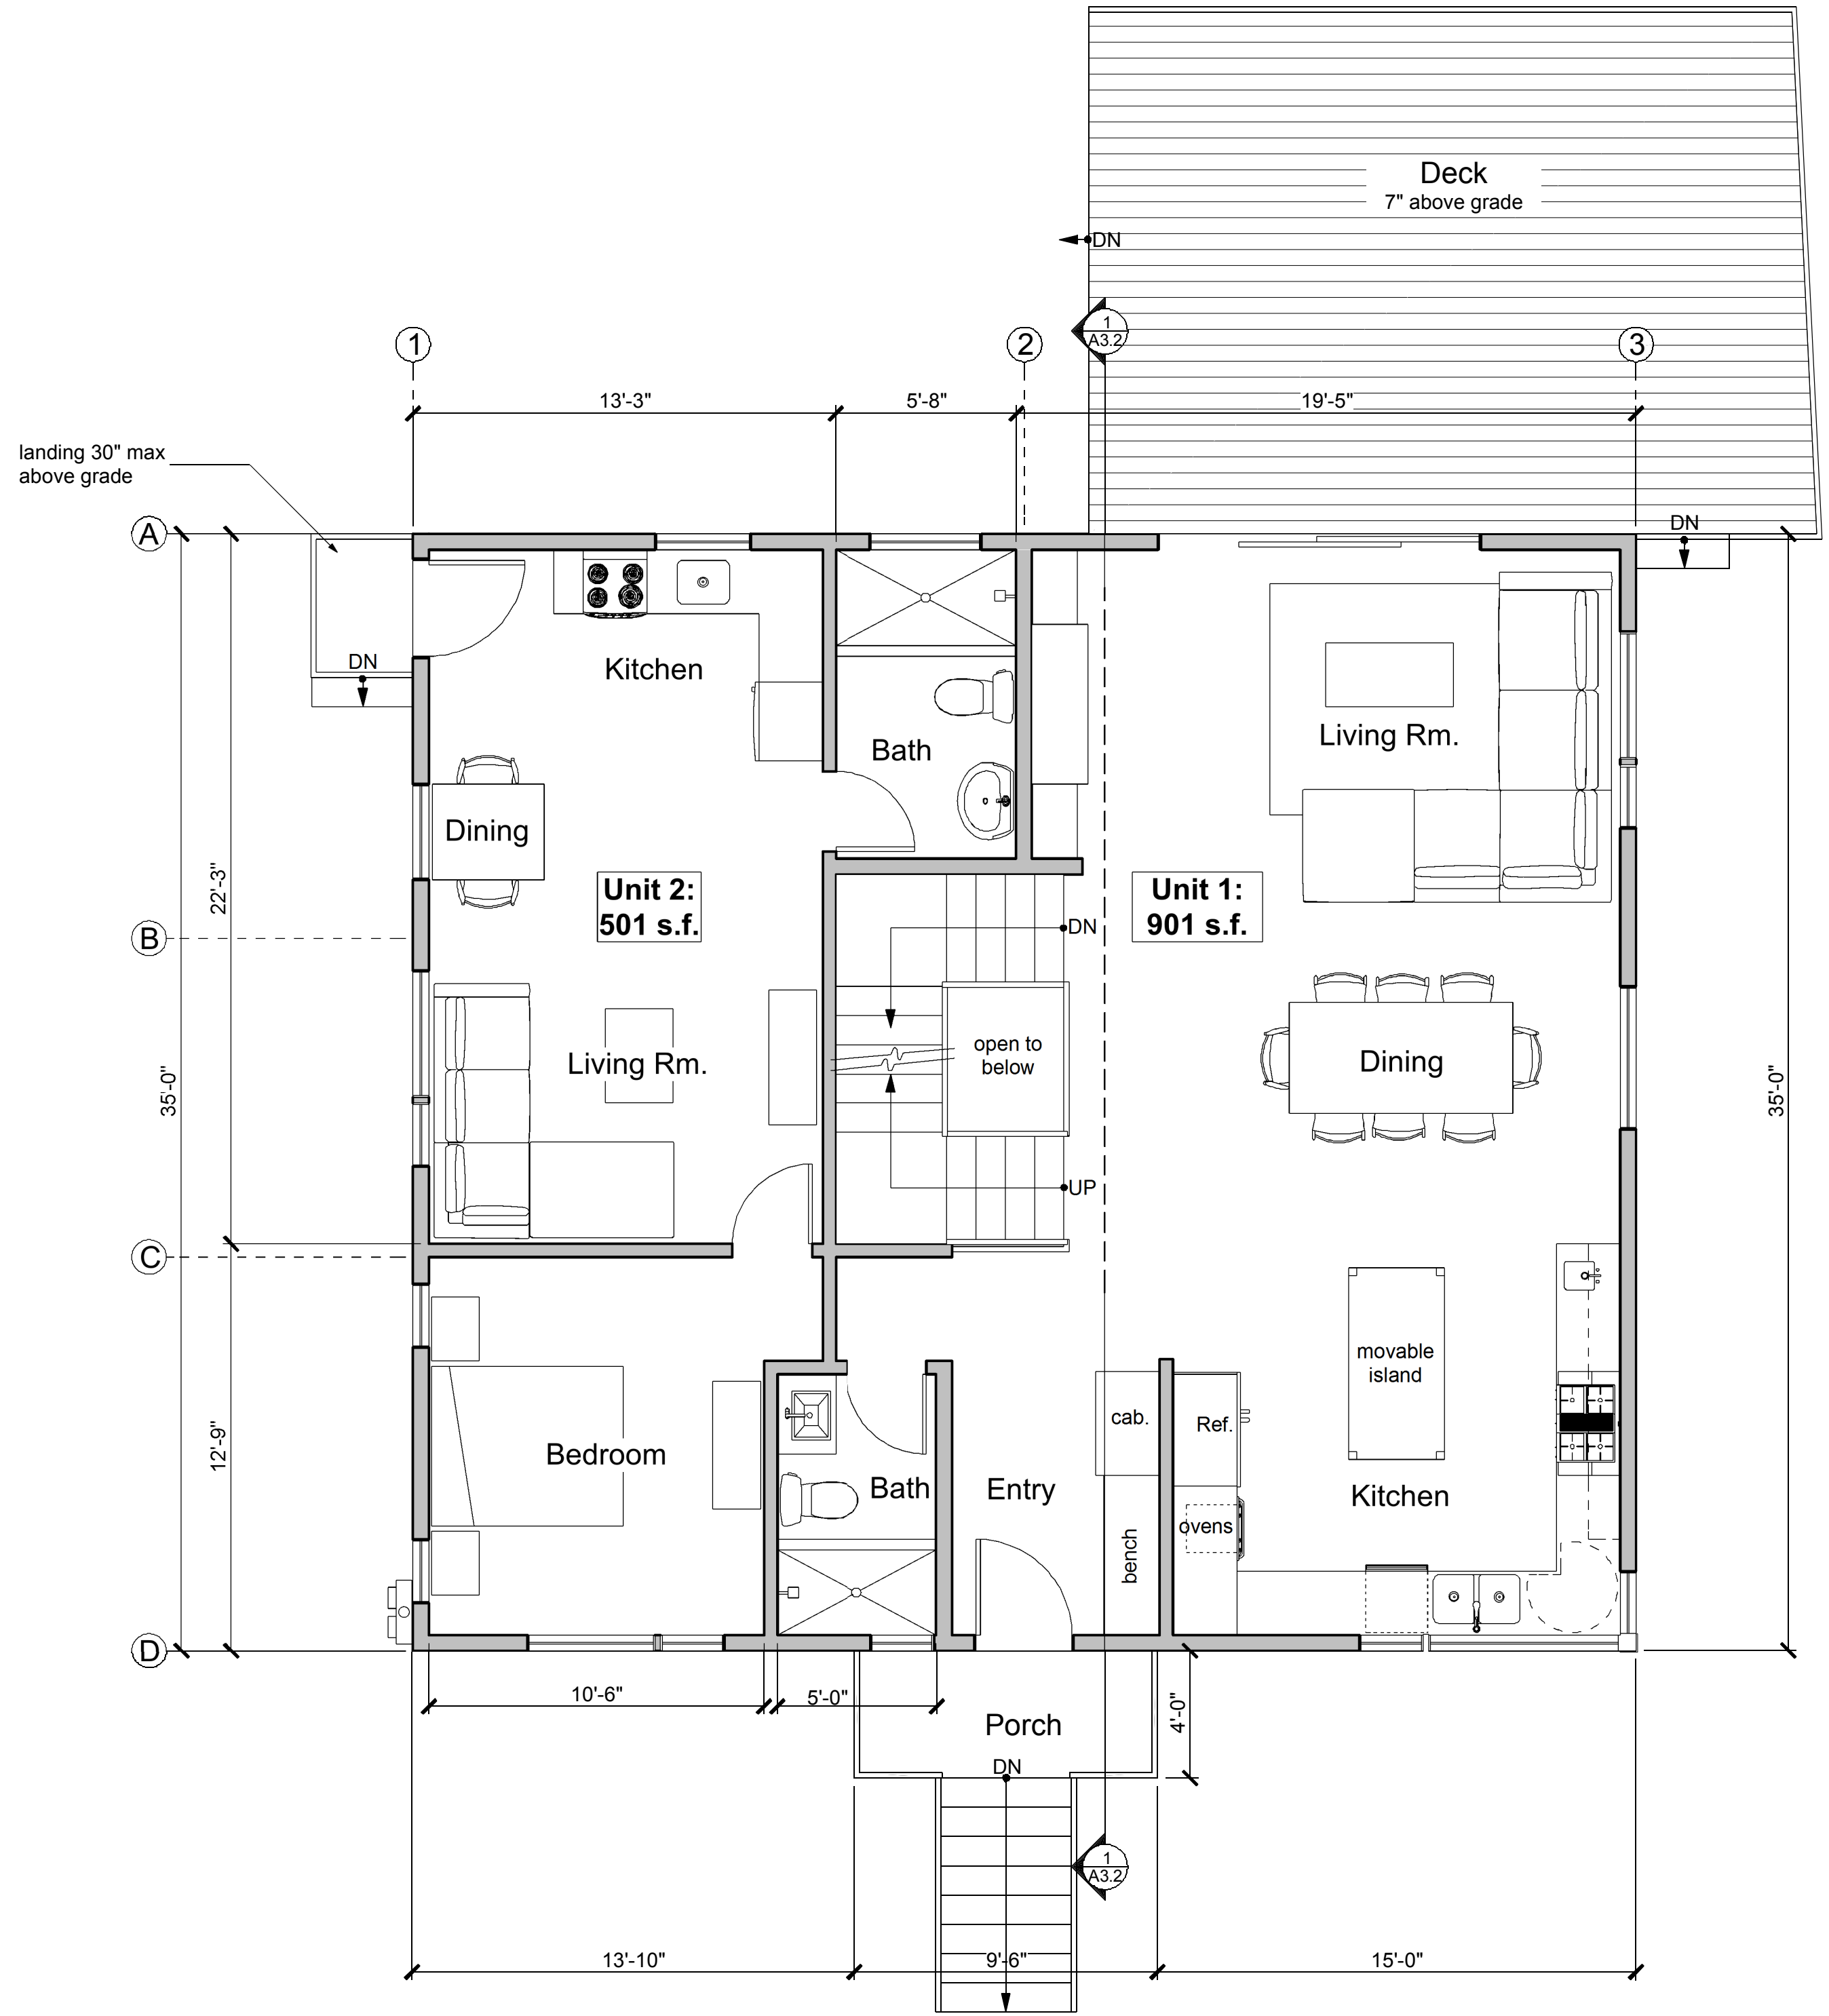 Deck
7" above grade
DN
1
A3.2
1
2
3
13'-3"
5'-8"
19'-5"
landing 30" max
above grade
A
DN
DN
Kitchen
Bath
Living Rm.
Dining
Unit 2:
501 s.f.
Unit 1:
901 s.f.
22'-3"
B
DN
open to
below
Dining
Living Rm.
35'-0"
35'-0"
UP
C
movable
island
cab.
Ref.
12'-9"
Bedroom
Bath
Entry
Kitchen
ovens
bench
D
10'-6"
5'-0"
Porch
4'-0"
DN
1
A3.2
13'-10"
9'-6"
15'-0"